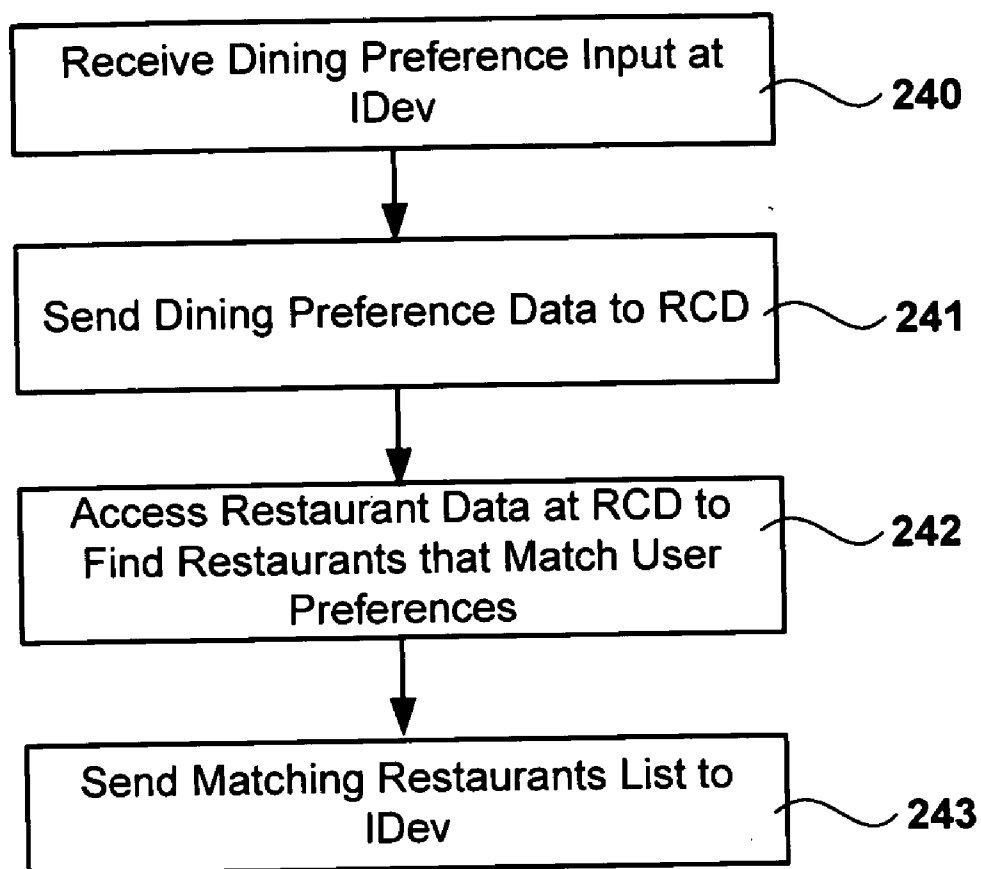 Receive Dining Preference Input at
IDev
240
Send Dining Preference Data to RCD
241
Access Restaurant Data at RCD to
Find Restaurants that Match User
Preferences
242
Send Matching Restaurants List to
IDev
243